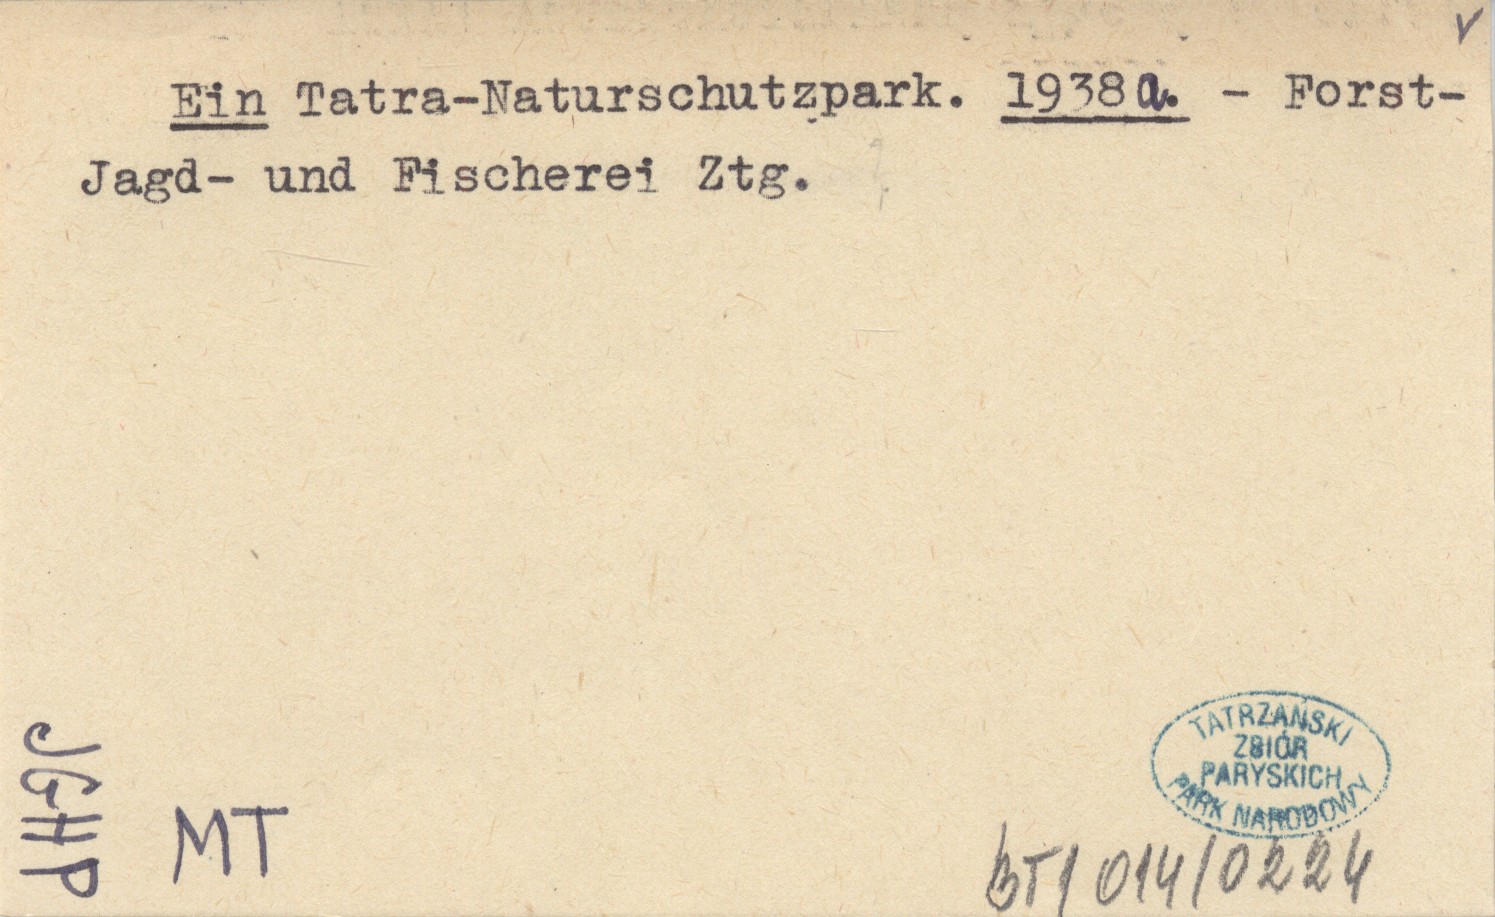 v
Ein Tatra-Naturschutzpark. 1938a. - Forst-
Jagd- und Fischerei Ztg.
JGHP
MT
TATRZAŃSKI
ZBIÓR
PARYSKICH
PARK NARODOWY
BT/014/0224